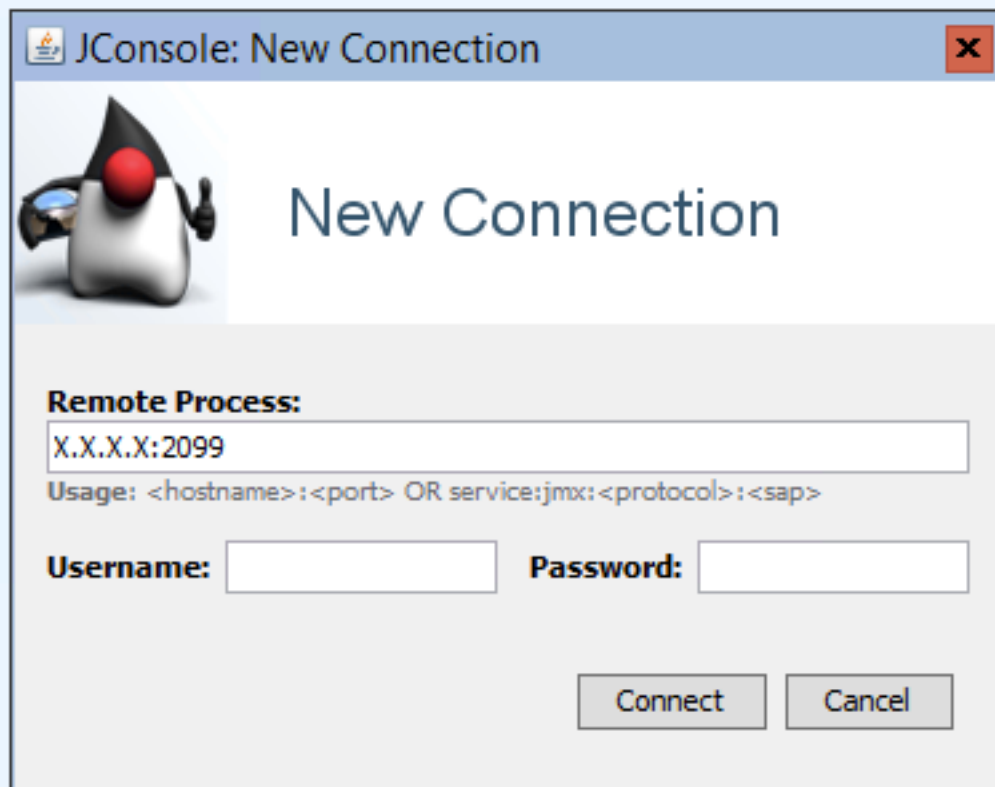 JConsole: New Connection
New Connection
Remote Process:
X.X.X.X:2099
Usage: <hostname>:<port> OR service:jmx:<protocol>:<sap>
Username: Password:
Connect Cancel